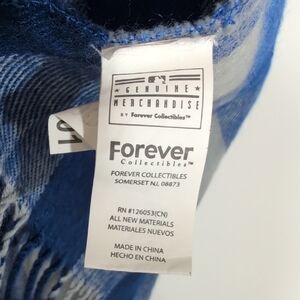 GENUINE
MERCHANDISE
BY Forever Collectibles™
Forever
Collectibles™
FOREVER COLLECTIBLES
SOMERSET NJ, 08873
RN #126053(CN)
ALL NEW MATERIALS
MATERIALES NUEVOS
MADE IN CHINA
HECHO EN CHINA